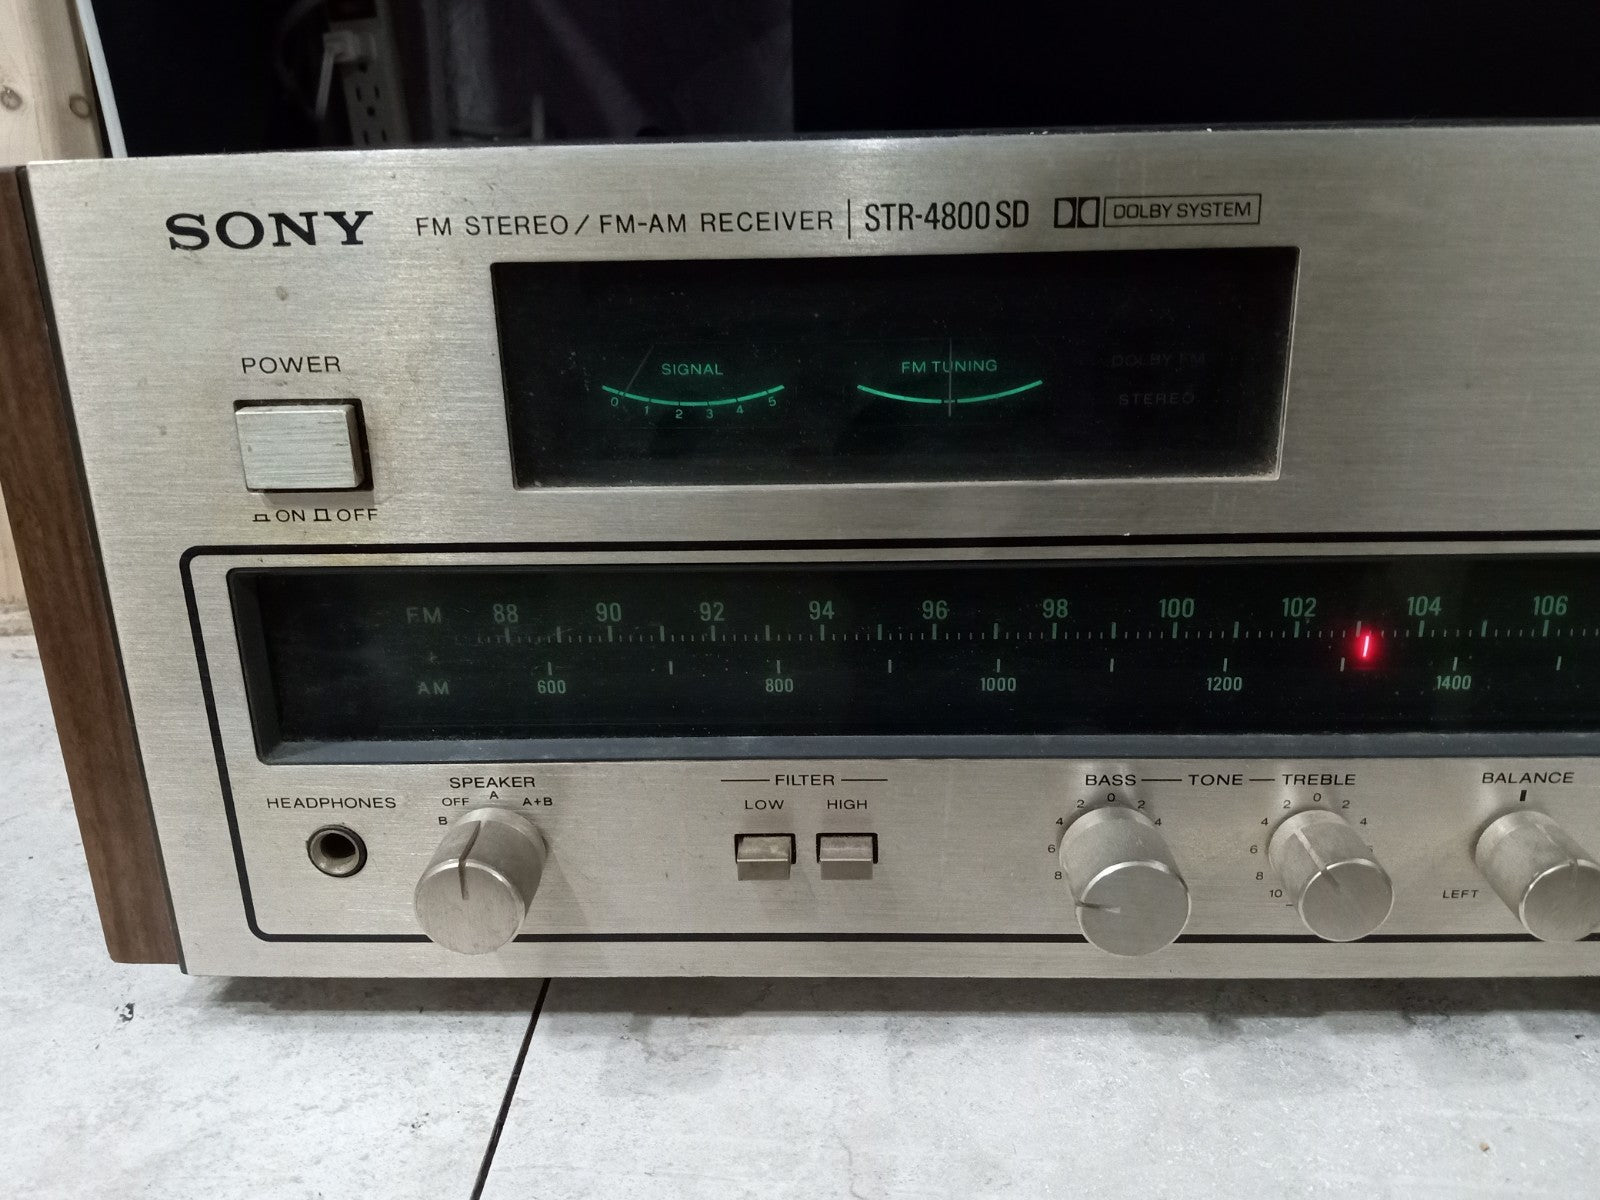 SONY FM STEREO / FM-AM RECEIVER | STR-4800SD DOLBY SYSTEM
POWER
ON OFF
SIGNAL
0 1 2 3 4 5
FM TUNING
DOLBY FM
STEREO
FM 88 90 92 94 96 98 100 102 104 106
AM 600 800 1000 1200 1400
HEADPHONES
SPEAKER
B OFF A A+B
FILTER
LOW HIGH
BASS TONE TREBLE
8 6 4 2 0 2 4
10 8 6 4 2 0 2 4
BALANCE
LEFT